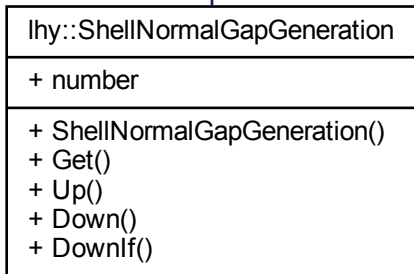 lhy::ShellNormalGapGeneration
+ number
+ ShellNormalGapGeneration()
+ Get()
+ Up()
+ Down()
+ DownIf()